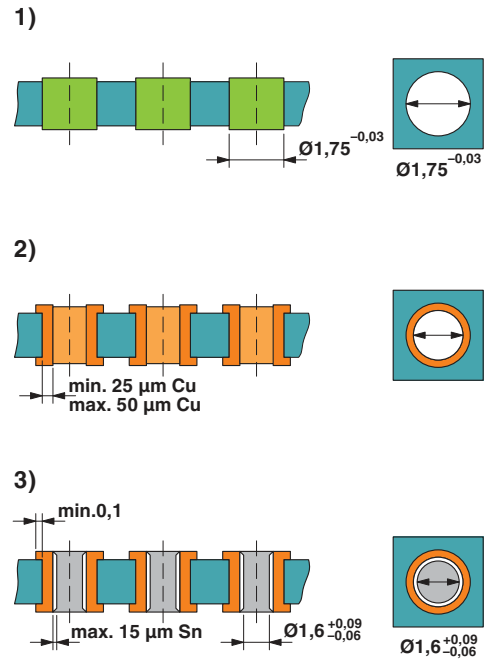 1)
Ø1,75 −0,03
Ø1,75 −0,03
2)
min. 25 µm Cu
max. 50 µm Cu
3)
min.0,1
max. 15 µm Sn
Ø1,6 +0,09 −0,06
Ø1,6 +0,09 −0,06